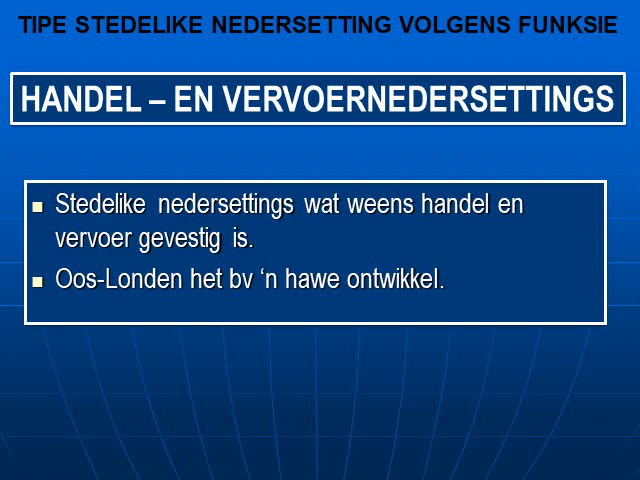 TIPE STEDELIKE NEDERSETTING VOLGENS FUNKSIE
HANDEL – EN VERVOERNEDERSETTINGS
Stedelike nedersettings wat weens handel en
vervoer gevestig is.
Oos-Londen het bv ‘n hawe ontwikkel.